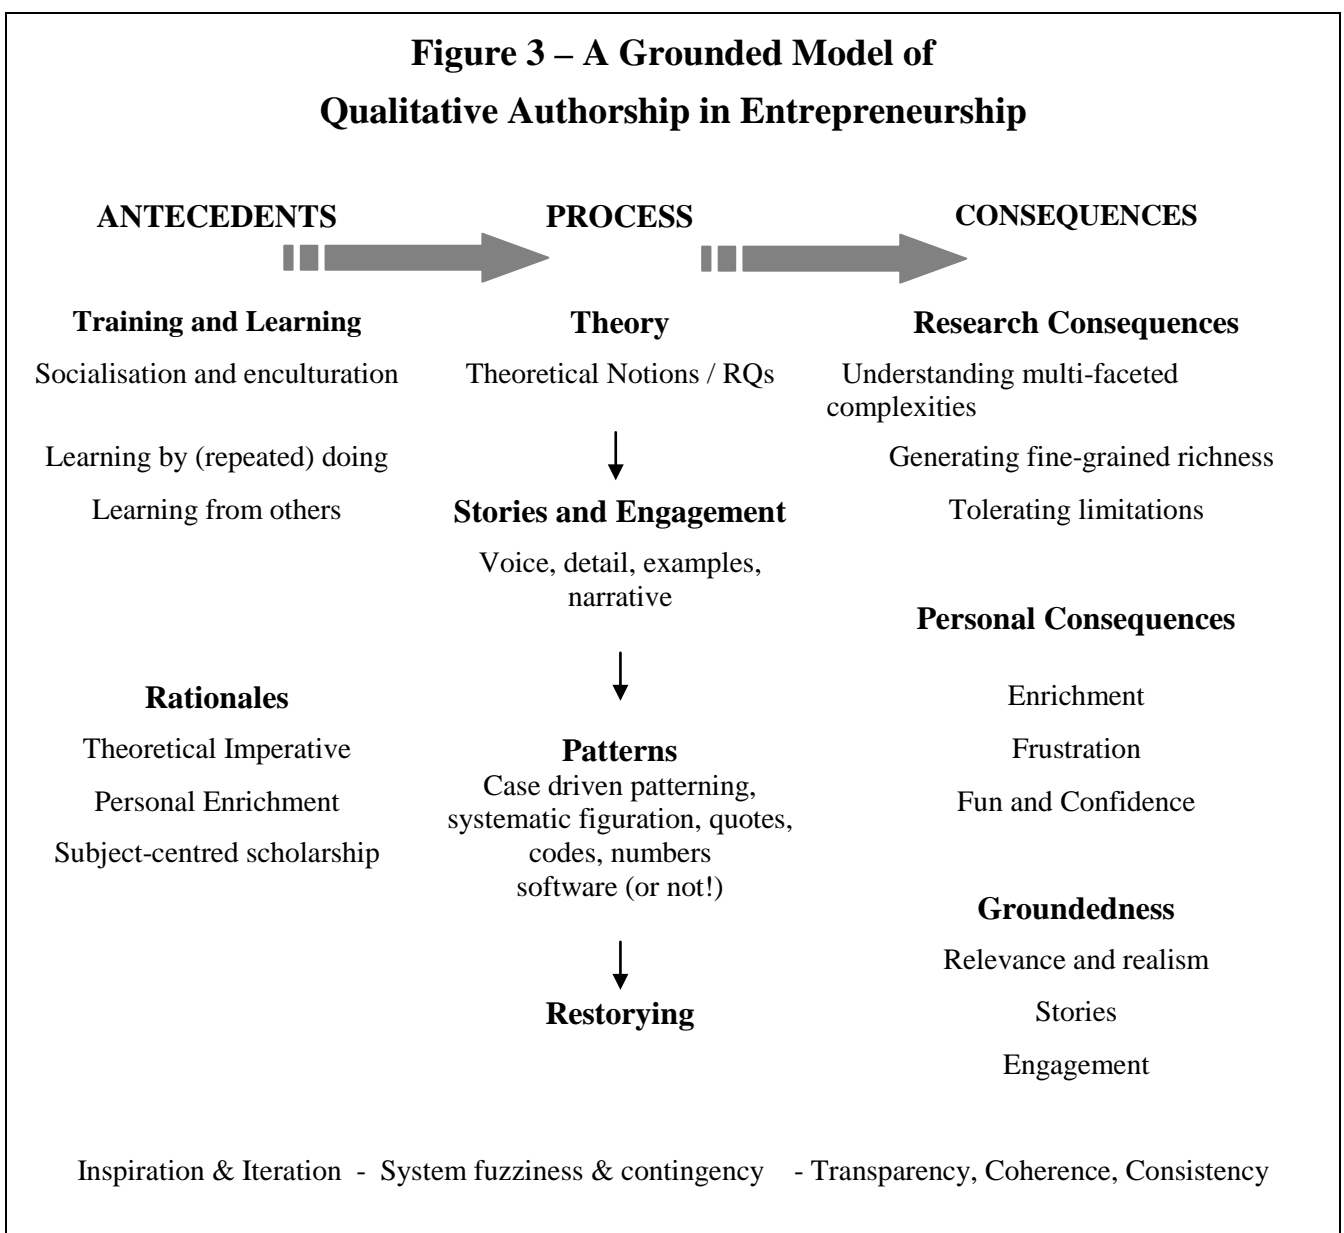 Figure 3 – A Grounded Model of
Qualitative Authorship in Entrepreneurship
ANTECEDENTS
PROCESS
CONSEQUENCES
Training and Learning
Socialisation and enculturation
Learning by (repeated) doing
Learning from others
Rationales
Theoretical Imperative
Personal Enrichment
Subject-centred scholarship
Theory
Theoretical Notions / RQs
Stories and Engagement
Voice, detail, examples,
narrative
Patterns
Case driven patterning,
systematic figuration, quotes,
codes, numbers
software (or not!)
Restorying
Research Consequences
Understanding multi-faceted
complexities
Generating fine-grained richness
Tolerating limitations
Personal Consequences
Enrichment
Frustration
Fun and Confidence
Groundedness
Relevance and realism
Stories
Engagement
Inspiration & Iteration - System fuzziness & contingency - Transparency, Coherence, Consistency